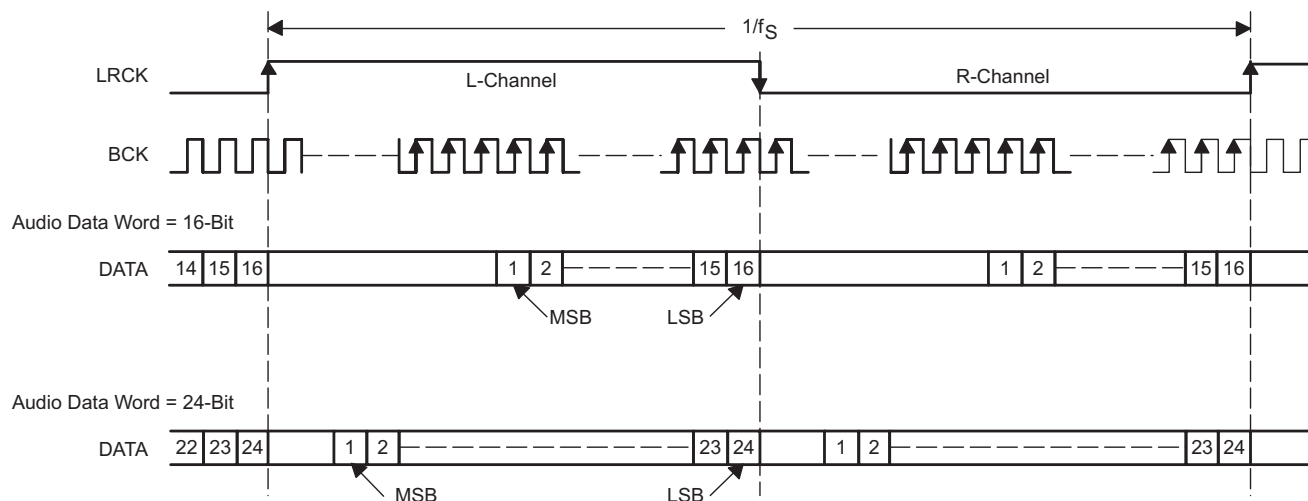 1/fS
LRCK L-Channel R-Channel
BCK
Audio Data Word = 16-Bit
DATA 14 15 16 1 2 15 16 1 2 15 16
MSB LSB
Audio Data Word = 24-Bit
DATA 22 23 24 1 2 23 24 1 2 23 24
MSB LSB